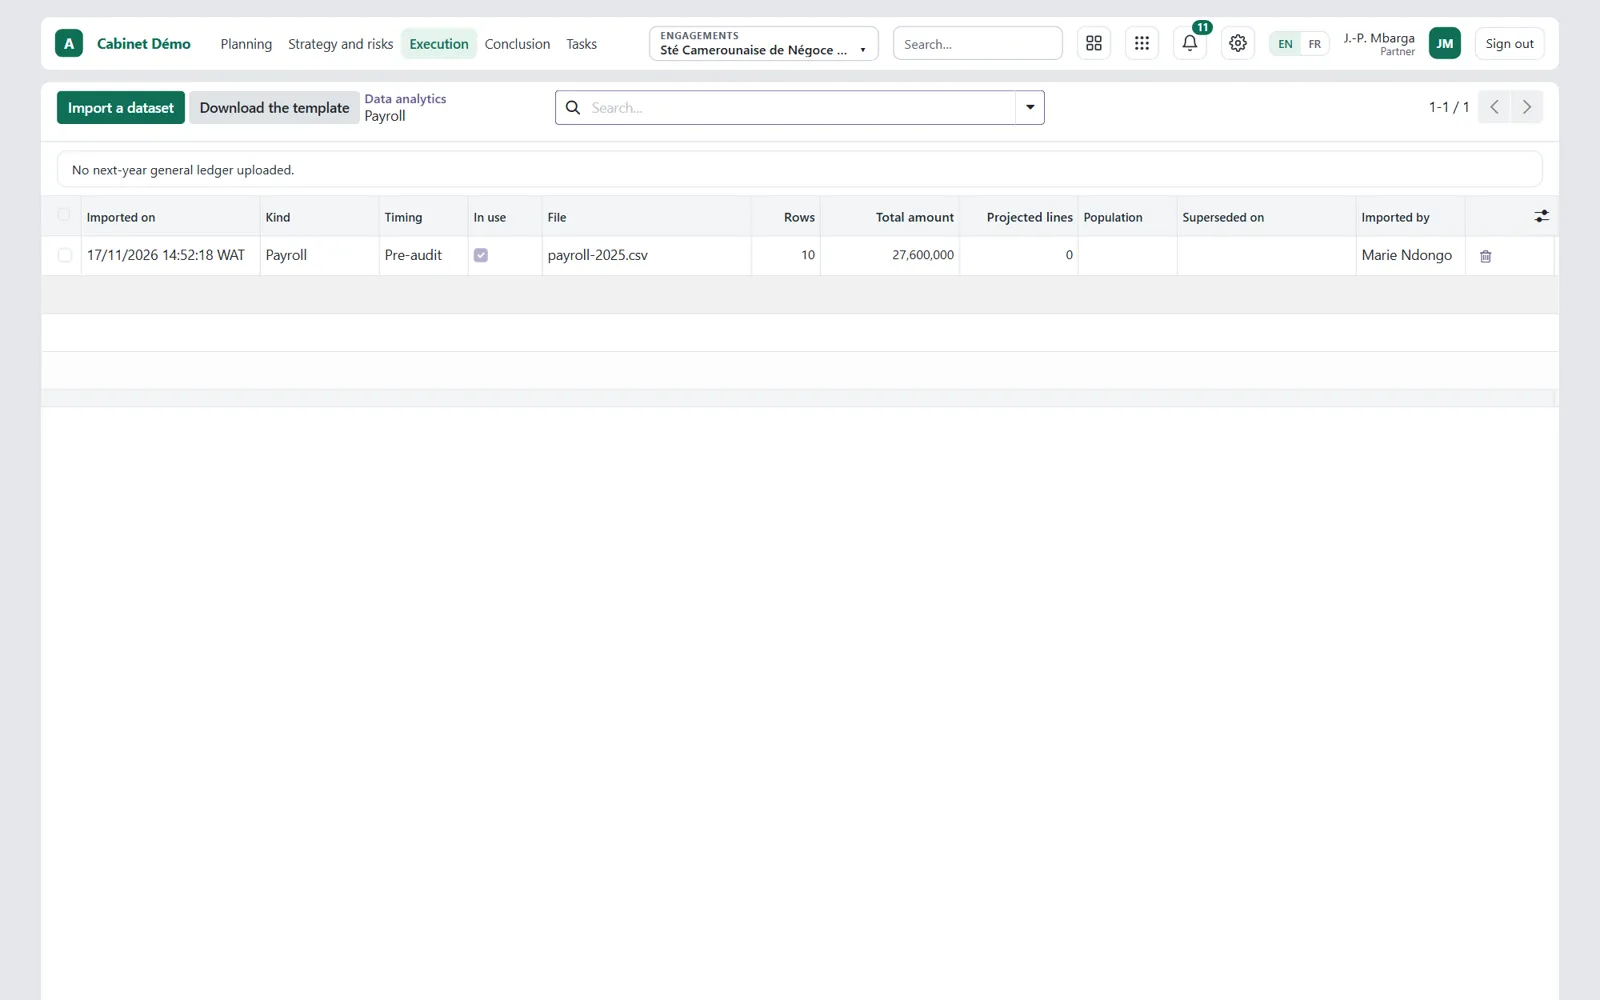 A Cabinet Démo Planning Strategy and risks Execution Conclusion Tasks
ENGAGEMENTS
Sté Camerounaise de Négoce ...
Search...
11
EN FR
J.-P. Mbarga
Partner
JM
Sign out
Import a dataset
Download the template
Data analytics
Payroll
Search...
1-1 / 1
No next-year general ledger uploaded.
Imported on Kind Timing In use File Rows Total amount Projected lines Population Superseded on Imported by
17/11/2026 14:52:18 WAT Payroll Pre-audit payroll-2025.csv 10 27,600,000 0 Marie Ndongo